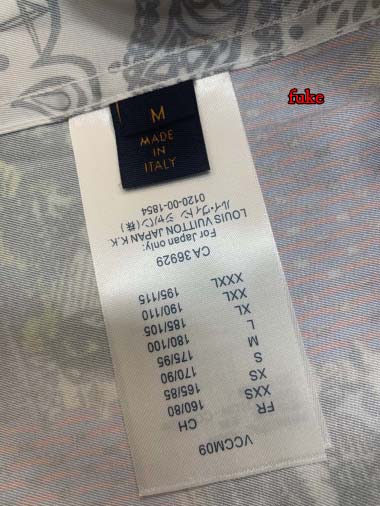 fuke
M
MADE
IN
ITALY
VCCM09
FR CH
XXS 160/80
XS 165/85
S 170/90
M 175/95
L 180/100
XL 185/105
XXL 190/110
XXXL 195/115
CA36929
For Japan only:
LOUIS VUITTON JAPAN K.K
ルイ・ヴィトン ジャパン(株)
0120-00-1854